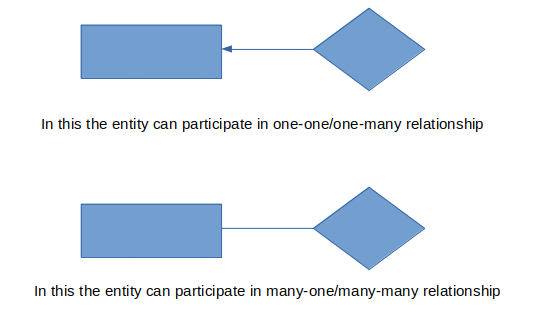 In this the entity can participate in one-one/one-many relationship
In this the entity can participate in many-one/many-many relationship